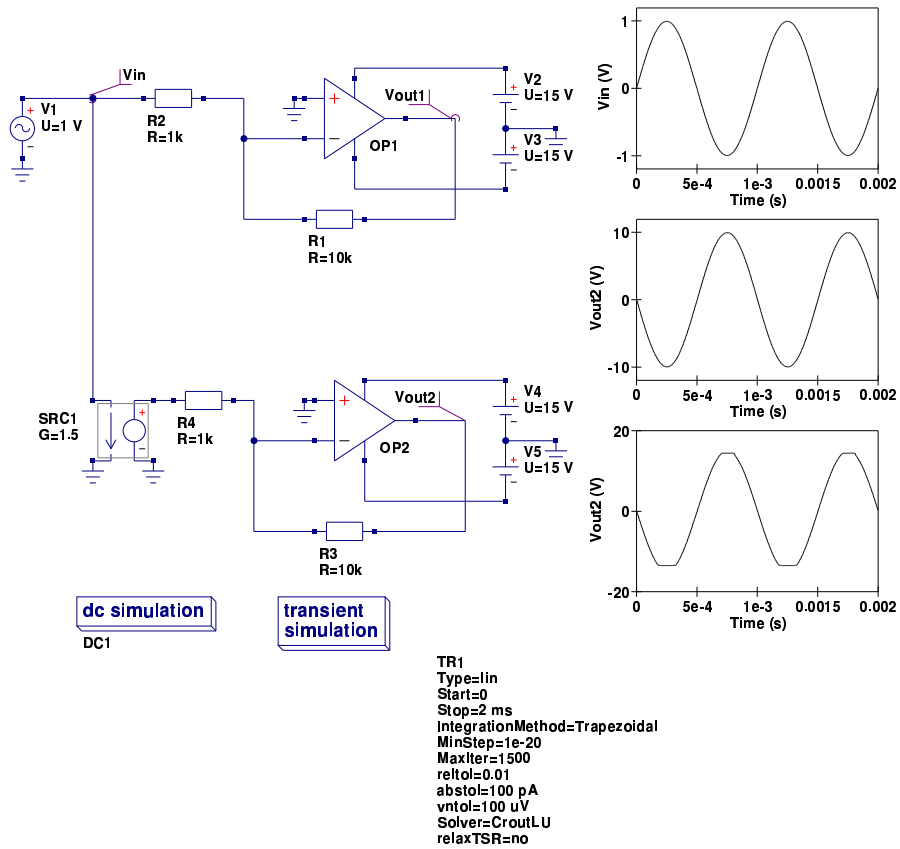 Vin
V1
U=1 V
R2
R=1k
Vout1
OP1
V2
U=15 V
V3
U=15 V
R1
R=10k
SRC1
G=1.5
R4
R=1k
Vout2
OP2
V4
U=15 V
V5
U=15 V
R3
R=10k
Vin (V)
1
0
-1
0 5e-4 1e-3 0.0015 0.002
Time (s)
Vout2 (V)
10
0
-10
0 5e-4 1e-3 0.0015 0.002
Time (s)
Vout2 (V)
20
0
-20
0 5e-4 1e-3 0.0015 0.002
Time (s)
dc simulation
DC1
transient
simulation
TR1
Type=lin
Start=0
Stop=2 ms
IntegrationMethod=Trapezoidal
MinStep=1e-20
MaxIter=1500
reltol=0.01
abstol=100 pA
vntol=100 uV
Solver=CroutLU
relaxTSR=no